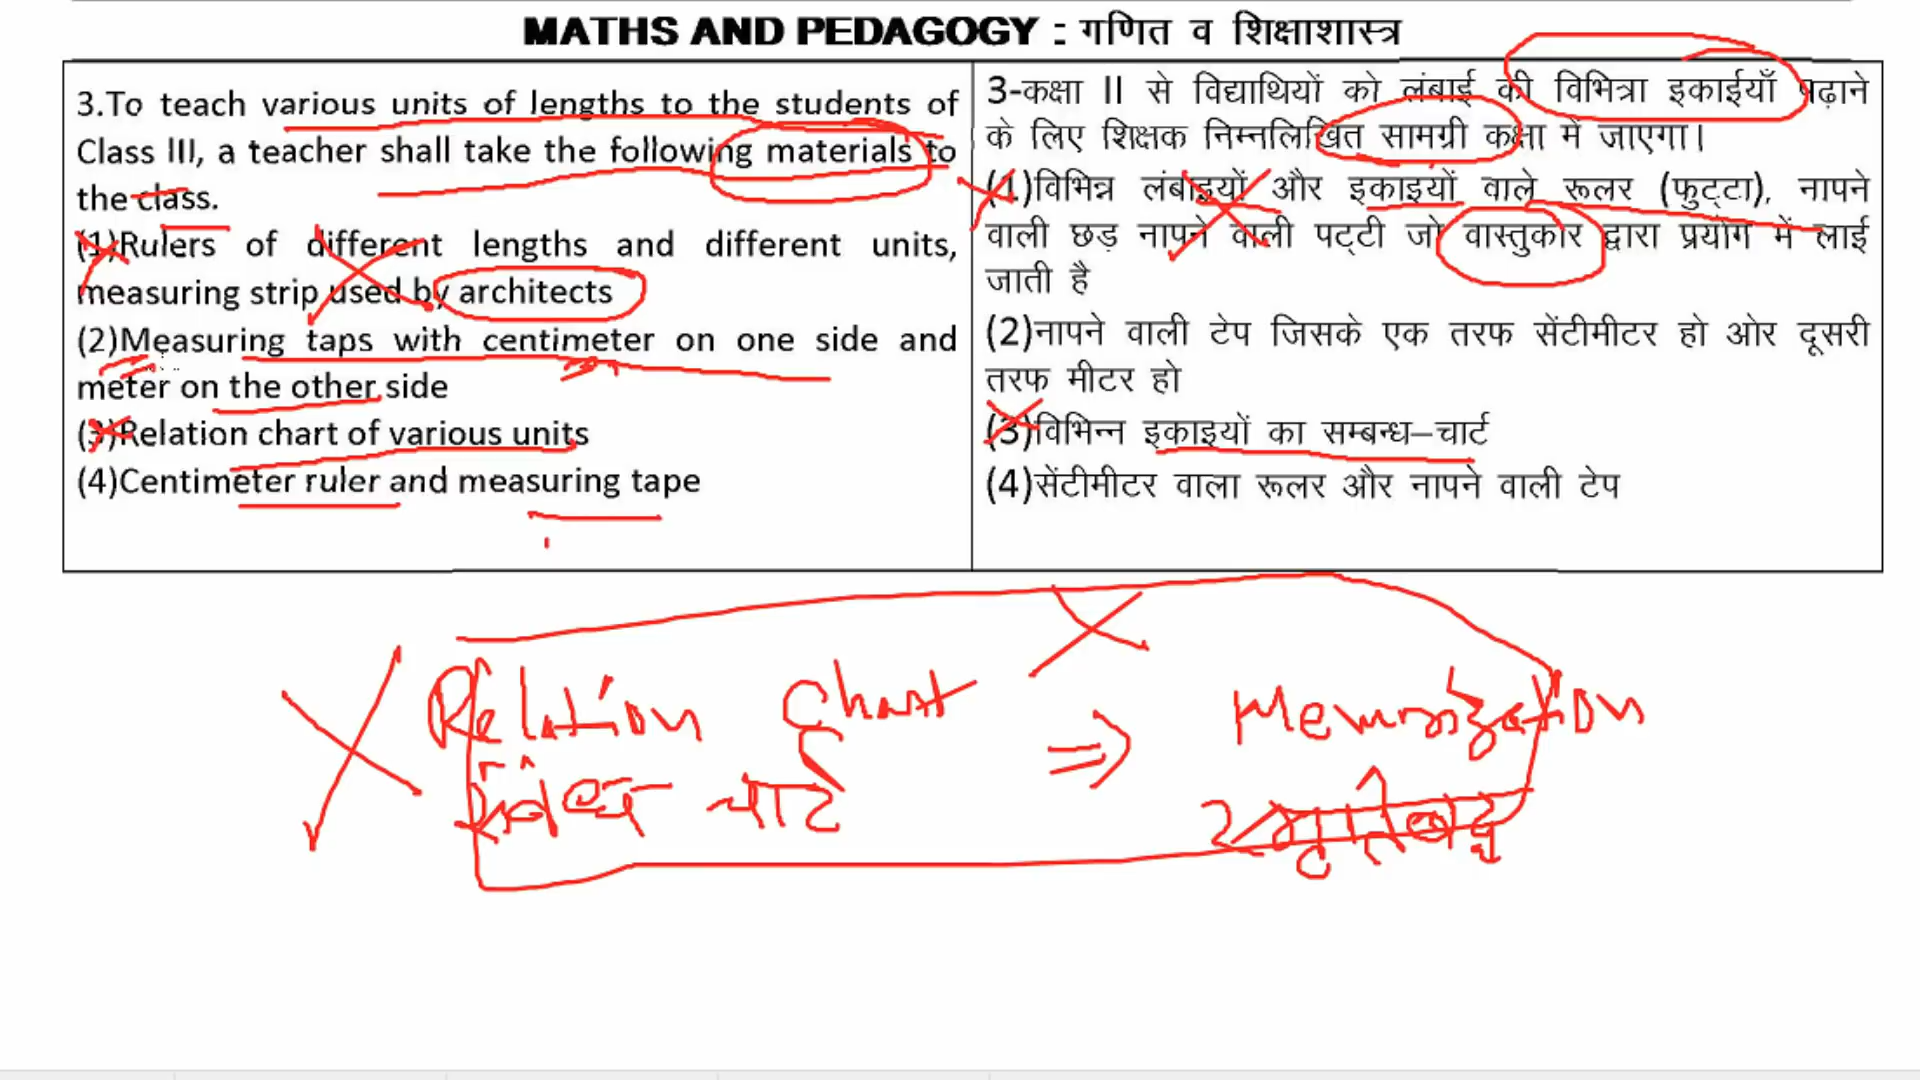 MATHS AND PEDAGOGY : गणित व शिक्षाशास्त्र
3.To teach various units of lengths to the students of
Class III, a teacher shall take the following materials to
the class.
(1)Rulers of different lengths and different units,
measuring strip used by architects
(2)Measuring taps with centimeter on one side and
meter on the other side
(3)Relation chart of various units
(4)Centimeter ruler and measuring tape
3-कक्षा II से विद्याथियों को लंबाई की विभित्रा इकाईयाँ पढ़ाने
के लिए शिक्षक निम्नलिखित सामग्री कक्षा में जाएगा।
(1)विभिन्न लंबाइयों और इकाइयों वाले रूलर (फुट्टा), नापने
वाली छड़ नापने वाली पट्टी जो वास्तुकार द्वारा प्रयोग में लाई
जाती है
(2)नापने वाली टेप जिसके एक तरफ सेंटीमीटर हो ओर दूसरी
तरफ मीटर हो
(3)विभिन्न इकाइयों का सम्बन्ध–चार्ट
(4)सेंटीमीटर वाला रूलर और नापने वाली टेप
Relation Chart ⇒ Memorization
चार्ट